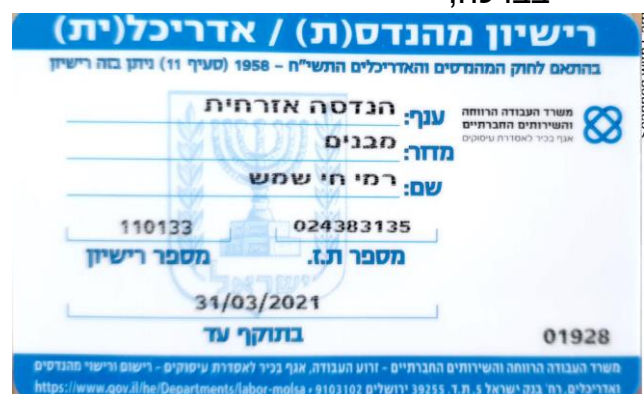 בברכה,
רישיון מהנדס(ת) / אדריכל(ית)
בהתאם לחוק המהנדסים והאדריכלים התשי"ח – 1958 (סעיף 11) ניתן בזה רישיון
משרד העבודה הרווחה
והשירותים החברתיים
אגף בכיר לאסדרת עיסוקים
ענף: הנדסה אזרחית
מדור: מבנים
שם: רמי חי שמש
024383135 110133
מספר ת.ז. מספר רישיון
ישראל
31/03/2021
בתוקף עד
01928
משרד העבודה הרווחה והשירותים החברתיים - זרוע העבודה, אגף בכיר לאסדרת עיסוקים - רישום ורישוי מהנדסים
ואדריכלים. רח' בנק ישראל 5, ת.ד. 39255 ירושלים 9103102 • https://www.gov.il/he/Departments/labor-molsa